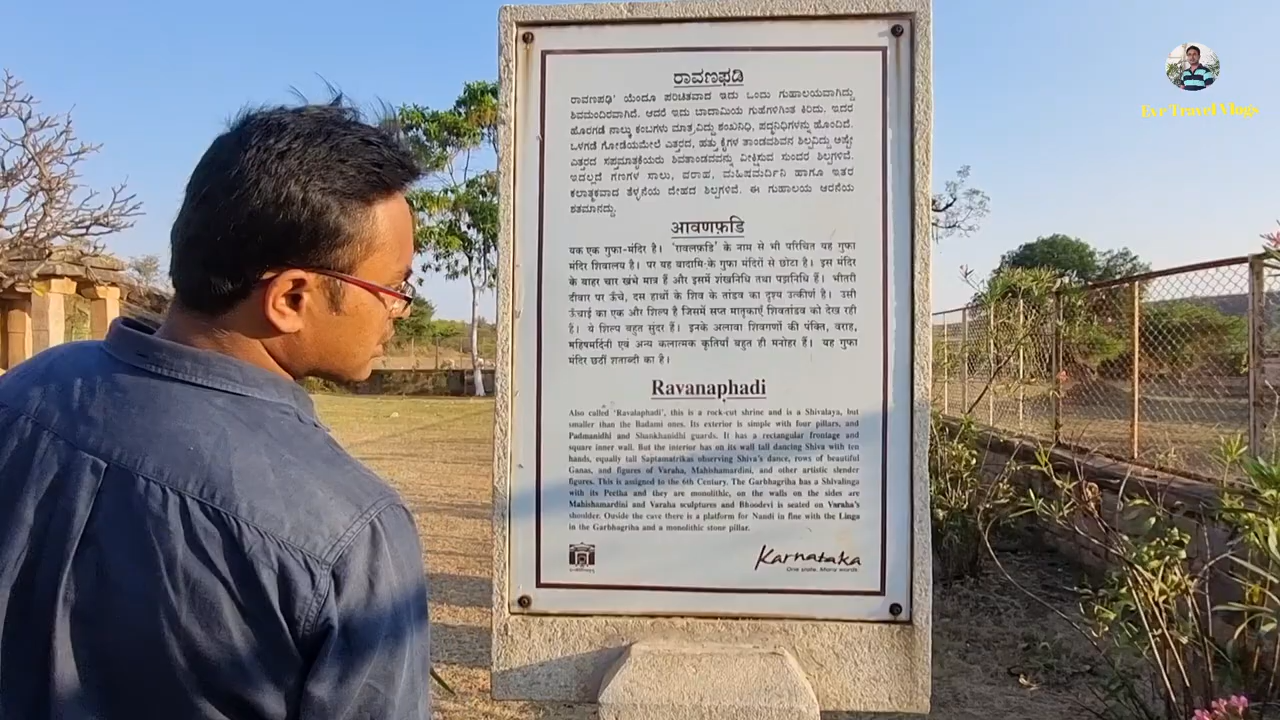 Eve Travel Vlogs
ರಾವಣಫಡಿ
ರಾವಣಪಢಿ' ಯೆಂದೂ ಪರಿಚಿತವಾದ ಇದು ಒಂದು ಗುಹಾಲಯವಾಗಿದ್ದು
ಶಿವಮಂದಿರವಾಗಿದೆ. ಆದರೆ ಇದು ಬಾದಾಮಿಯ ಗುಹೆಗಳಿಗಿಂತ ಕಿರಿದು. ಇದರ
ಹೊರಗಡೆ ನಾಲ್ಕು ಕಂಬಗಳು ಮಾತ್ರವಿದ್ದು ಶಂಖನಿಧಿ, ಪದ್ಮನಿಧಿಗಳನ್ನು ಹೊಂದಿದೆ.
ಒಳಗಡೆ ಗೋಡೆಯಮೇಲೆ ಎತ್ತರದ, ಹತ್ತು ಕೈಗಳ ತಾಂಡವಶಿವನ ಶಿಲ್ಪವಿದ್ದು ಅಷ್ಟೇ
ಎತ್ತರದ ಸಪ್ತಮಾತೃಕೆಯರು ಶಿವತಾಂಡವವನ್ನು ವೀಕ್ಷಿಸುವ ಸುಂದರ ಶಿಲ್ಪಗಳಿವೆ.
ಇದಲ್ಲದೆ ಗಣಗಳ ಸಾಲು, ವರಾಹ, ಮಹಿಷಮರ್ದಿನಿ ಹಾಗೂ ಇತರ
ಕಲಾತ್ಮಕವಾದ ತೆಳ್ಳನೆಯ ದೇಹದ ಶಿಲ್ಪಗಳಿವೆ. ಈ ಗುಹಾಲಯ ಆರನೆಯ
ಶತಮಾನದ್ದು.
आवणफ़डि
यक एक गुफा-मंदिर है। 'रावलफडि' के नाम से भी परिचित यह गुफा
मंदिर शिवालय है। पर यह बादामि-के गुफा मंदिरों से छोटा है। इस मंदिर
के बाहर चार खंभे मात्र हैं और इसमें शंखनिधि तथा पद्मनिधि हैं। भीतरी
दीवार पर ऊँचे, दस हाथों के शिव के तांडव का दृश्य उत्कीर्ण है। उसी
ऊँचाई का एक और शिल्प है जिसमें सप्त मातृकाएँ शिवतांडव को देख रही
हैं। ये शिल्प बहुत सुंदर हैं। इनके अलावा शिवगणों की पंक्ति, वराह,
महिषमर्दिनी एवं अन्य कलात्मक कृतियाँ बहुत ही मनोहर हैं। यह गुफा
मंदिर छठीं शताब्दी का है।
Ravanaphadi
Also called 'Ravalaphadi', this is a rock-cut shrine and is a Shivalaya, but
smaller than the Badami ones. Its exterior is simple with four pillars, and
Padmanidhi and Shankhanidhi guards. It has a rectangular frontage and
square inner wall. But the interior has on its wall tall dancing Shiva with ten
hands, equally tall Saptamatrikas observing Shiva's dance, rows of beautiful
Ganas, and figures of Varaha, Mahishamardini, and other artistic slender
figures. This is assigned to the 6th Century. The Garbhagriha has a Shivalinga
with its Peetha and they are monolithic, on the walls on the sides are
Mahishamardini and Varaha sculptures and Bhoodevi is seated on Varaha's
shoulder. Ouside the cave there is a platform for Nandi in fine with the Linga
in the Garbhagriha and a monolithic stone pillar.
Karnataka
One state. Many worlds.